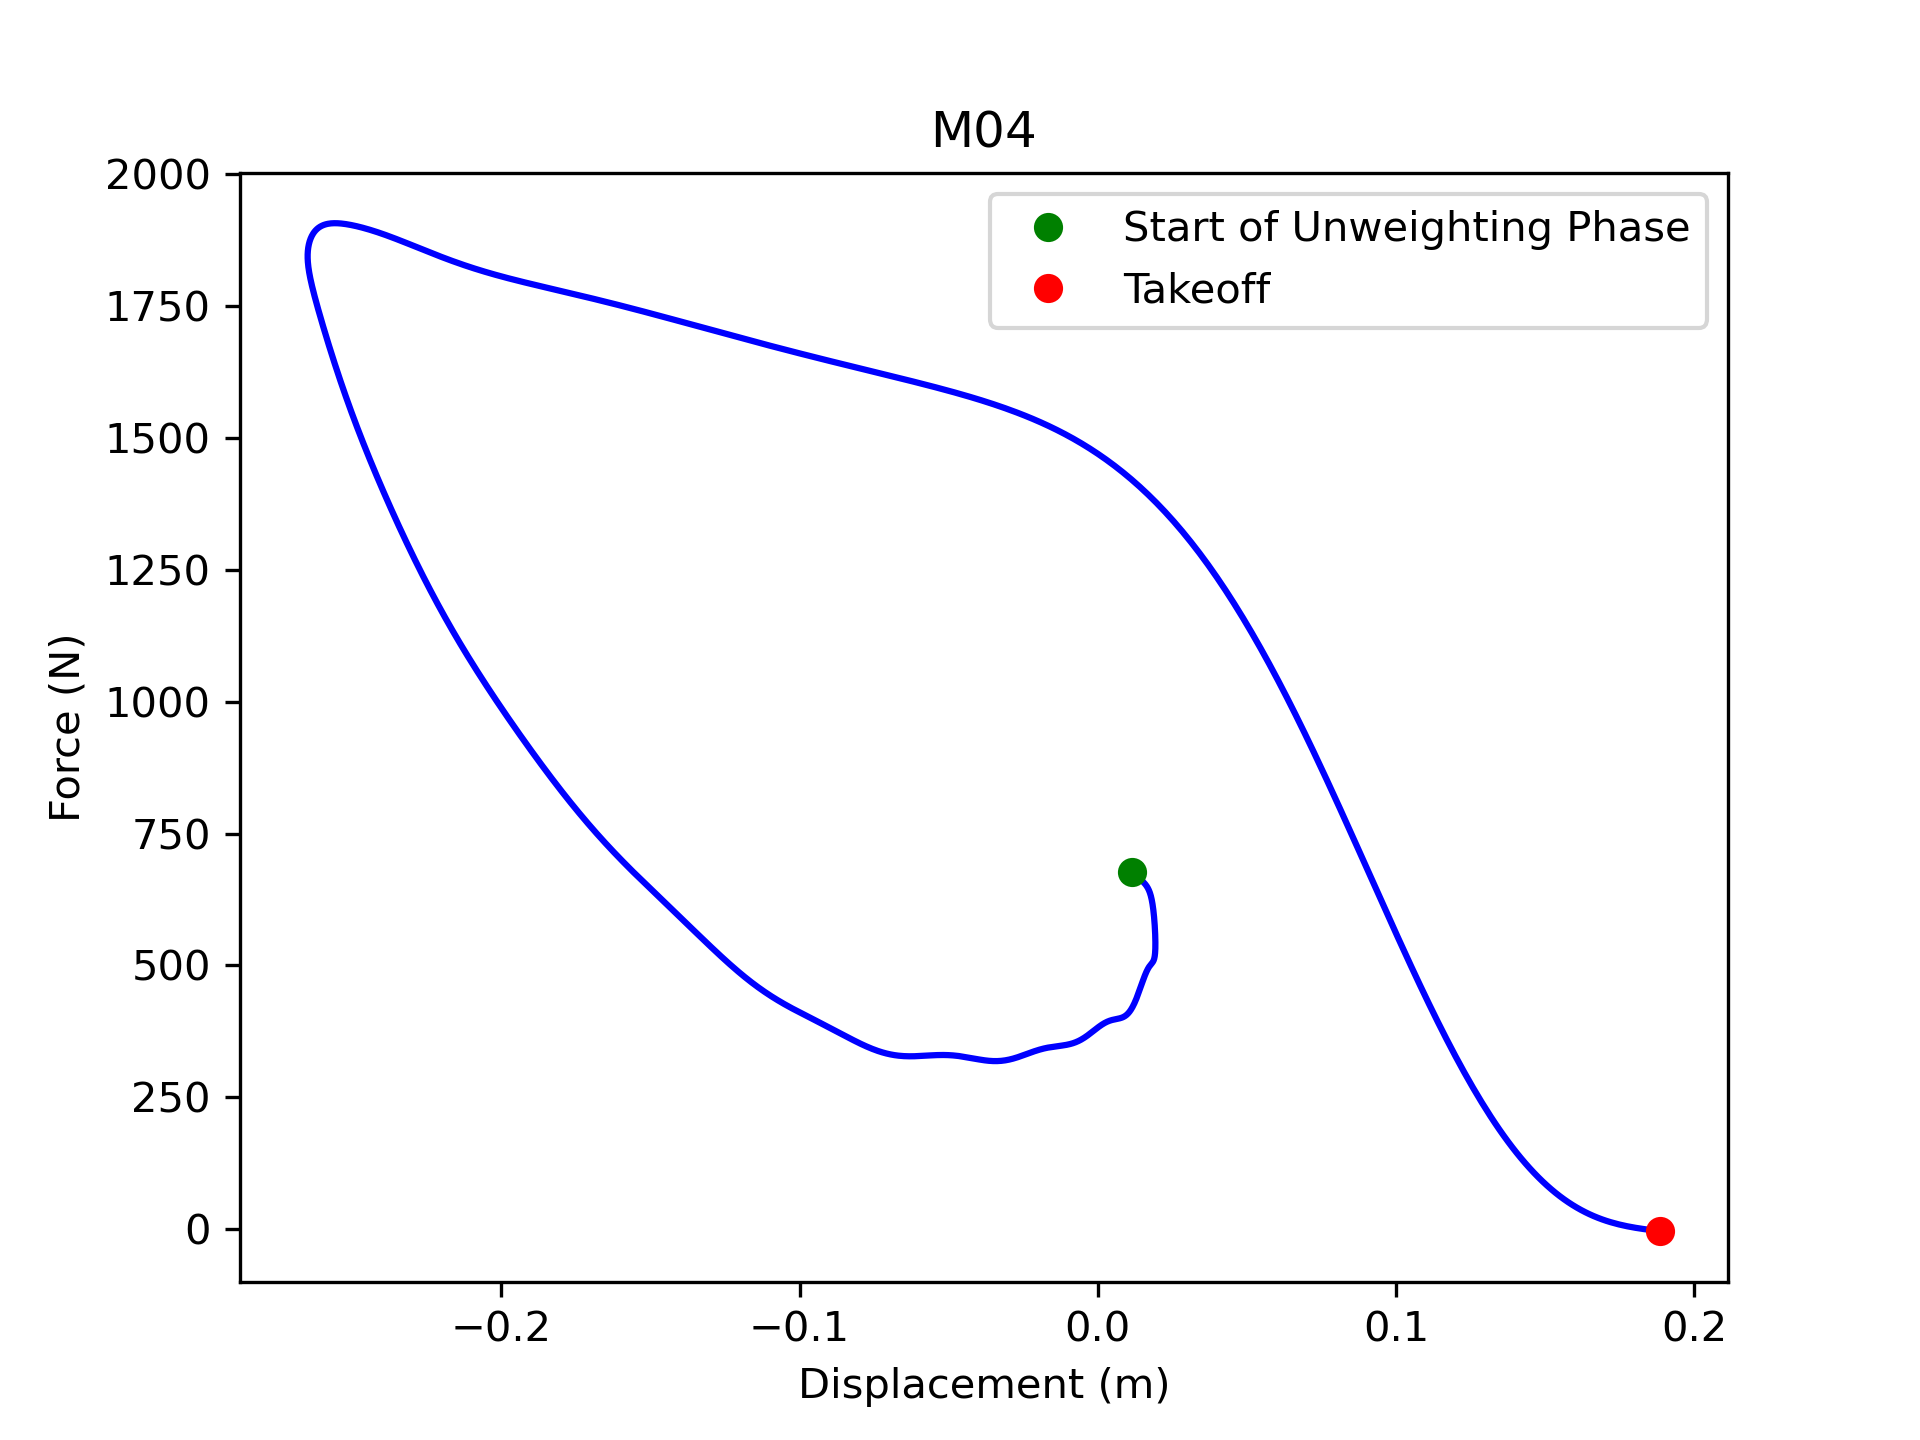 M04
2000
1750
1500
1250
1000
750
500
250
0
Force (N)
Start of Unweighting Phase
Takeoff
−0.2
−0.1
0.0
0.1
0.2
Displacement (m)